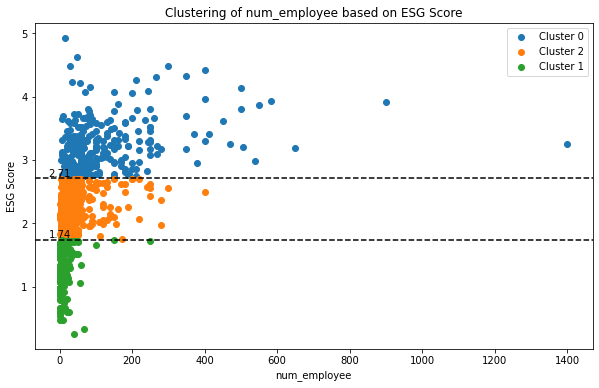 Clustering of num_employee based on ESG Score
Cluster 0
Cluster 2
Cluster 1
ESG Score
5
4
3
2
1
2.71
1.74
0 200 400 600 800 1000 1200 1400
num_employee